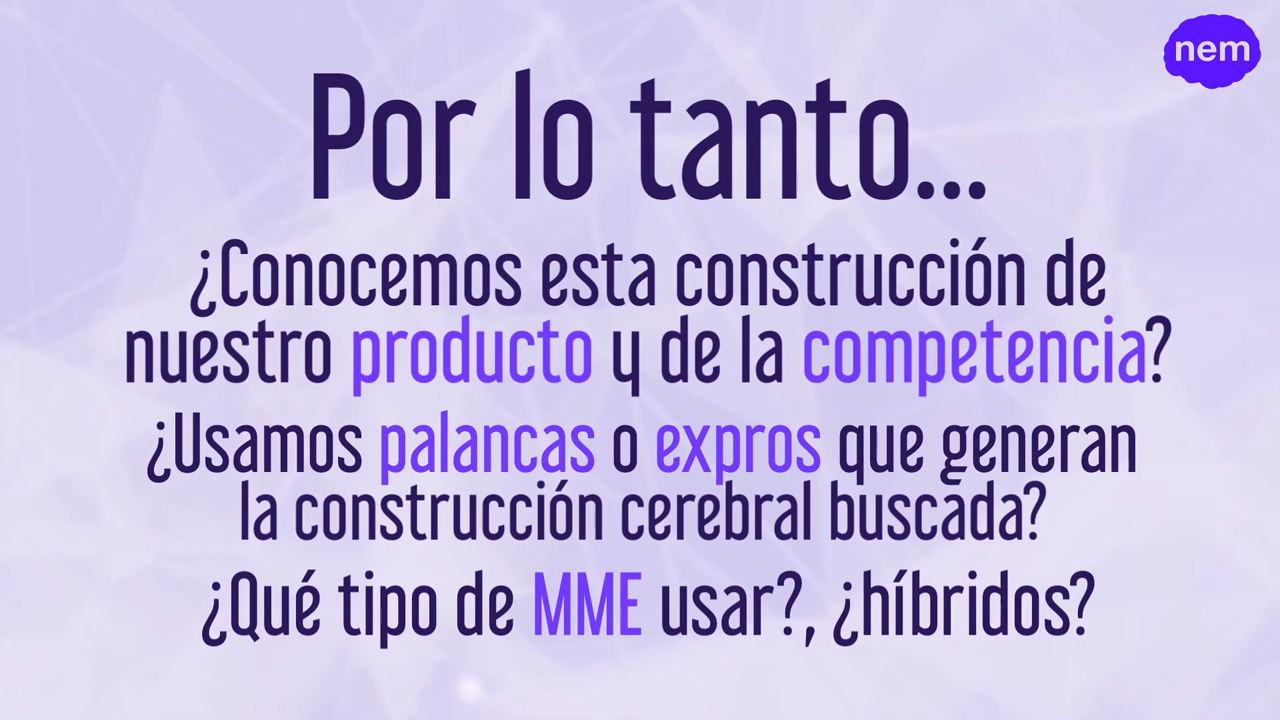 nem
Por lo tanto...
¿Conocemos esta construcción de
nuestro producto y de la competencia?
¿Usamos palancas o expros que generan
la construcción cerebral buscada?
¿Qué tipo de MME usar?, ¿híbridos?